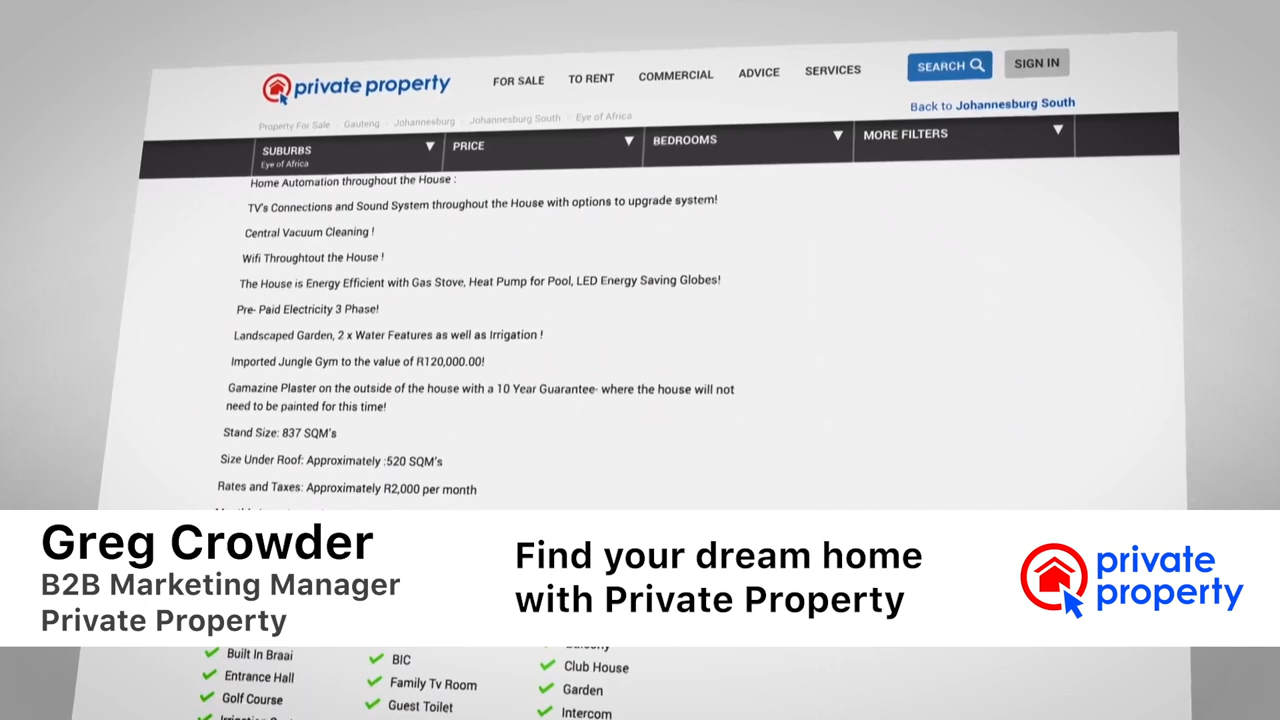 private property
FOR SALE
TO RENT
COMMERCIAL
ADVICE
SERVICES
SEARCH
SIGN IN
Back to Johannesburg South
Property For Sale
Gauteng
Johannesburg
Johannesburg South
Eye of Africa
SUBURBS
Eye of Africa
PRICE
BEDROOMS
MORE FILTERS
Home Automation throughout the House :
TV's Connections and Sound System throughout the House with options to upgrade system!
Central Vacuum Cleaning !
Wifi Throughtout the House !
The House is Energy Efficient with Gas Stove, Heat Pump for Pool, LED Energy Saving Globes!
Pre- Paid Electricity 3 Phase!
Landscaped Garden, 2 x Water Features as well as Irrigation !
Imported Jungle Gym to the value of R120,000.00!
Gamazine Plaster on the outside of the house with a 10 Year Guarantee- where the house will not
need to be painted for this time!
Stand Size: 837 SQM's
Size Under Roof: Approximately :520 SQM's
Rates and Taxes: Approximately R2,000 per month
Greg Crowder
B2B Marketing Manager
Private Property
Find your dream home
with Private Property
private
property
Built In Braai
BIC
Club House
Entrance Hall
Family Tv Room
Garden
Golf Course
Guest Toilet
Intercom